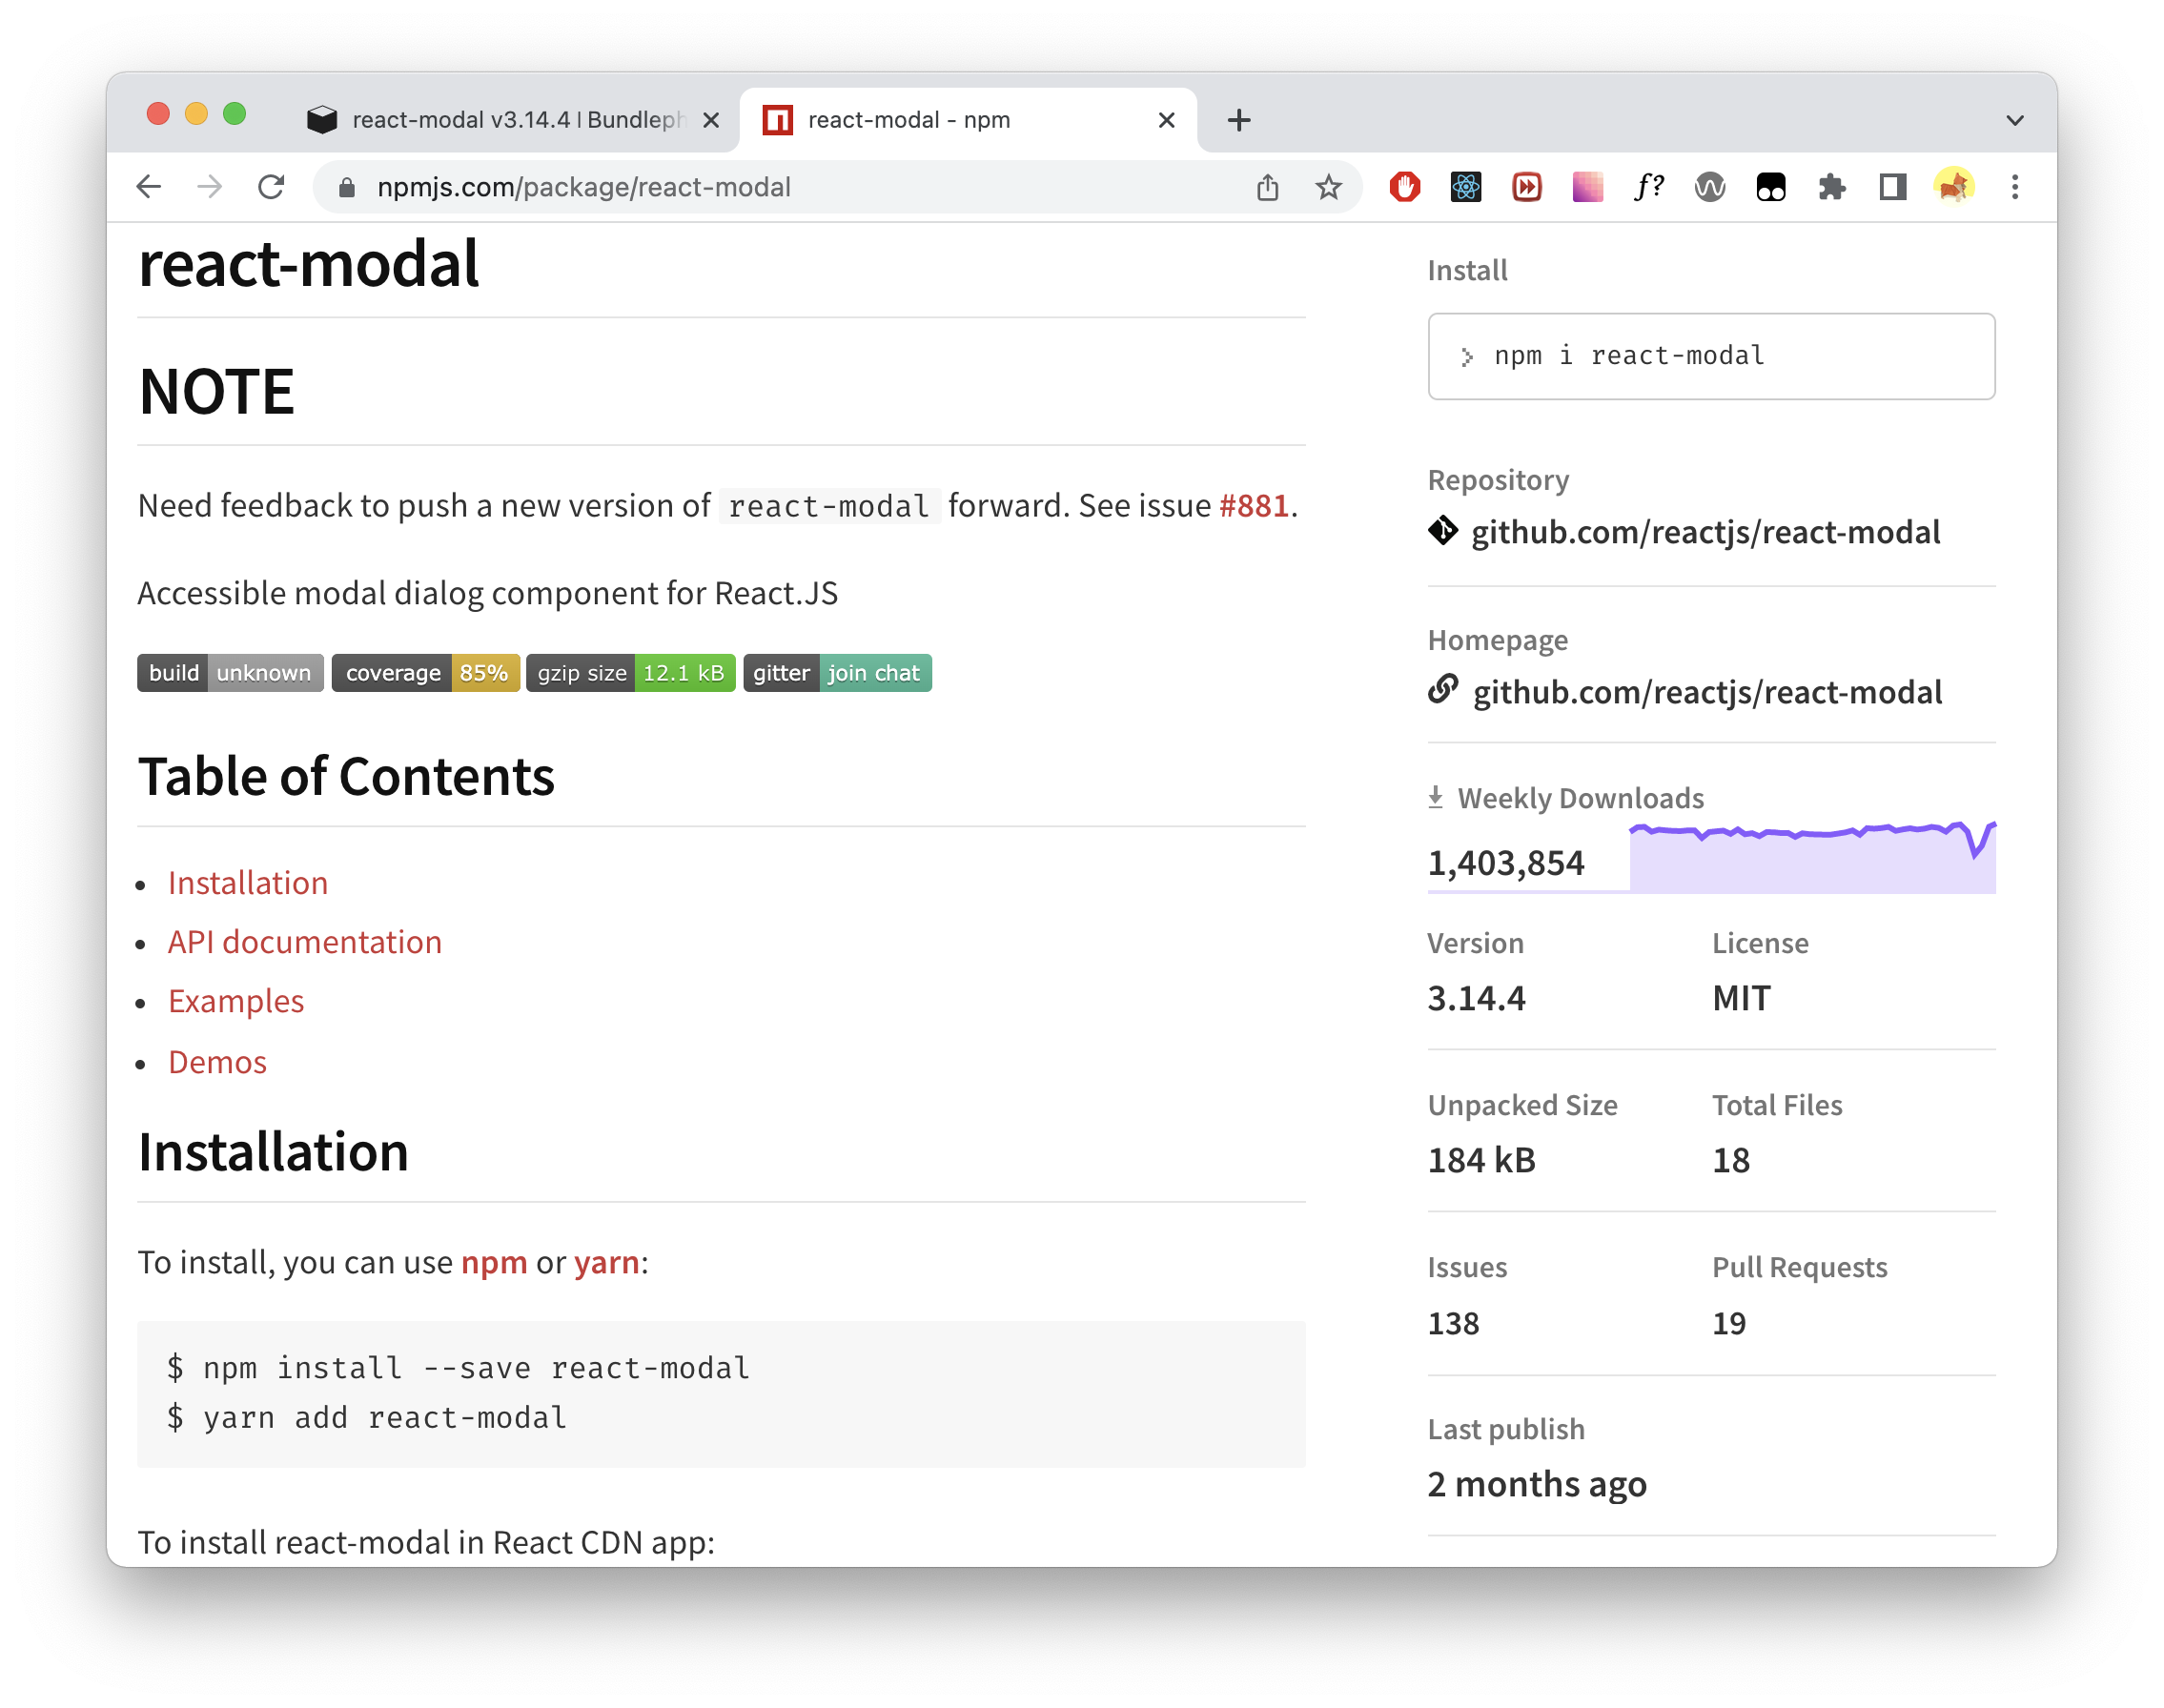 react-modal v3.14.4 | Bundleph
react-modal - npm
npmjs.com/package/react-modal
f?
react-modal
NOTE
Need feedback to push a new version of react-modal forward. See issue #881.
Accessible modal dialog component for React.JS
build unknown coverage 85% gzip size 12.1 kB gitter join chat
Table of Contents
• Installation
• API documentation
• Examples
• Demos
Installation
To install, you can use npm or yarn:
$ npm install --save react-modal
$ yarn add react-modal
To install react-modal in React CDN app:
Install
> npm i react-modal
Repository
github.com/reactjs/react-modal
Homepage
github.com/reactjs/react-modal
Weekly Downloads
1,403,854
Version License
3.14.4 MIT
Unpacked Size Total Files
184 kB 18
Issues Pull Requests
138 19
Last publish
2 months ago